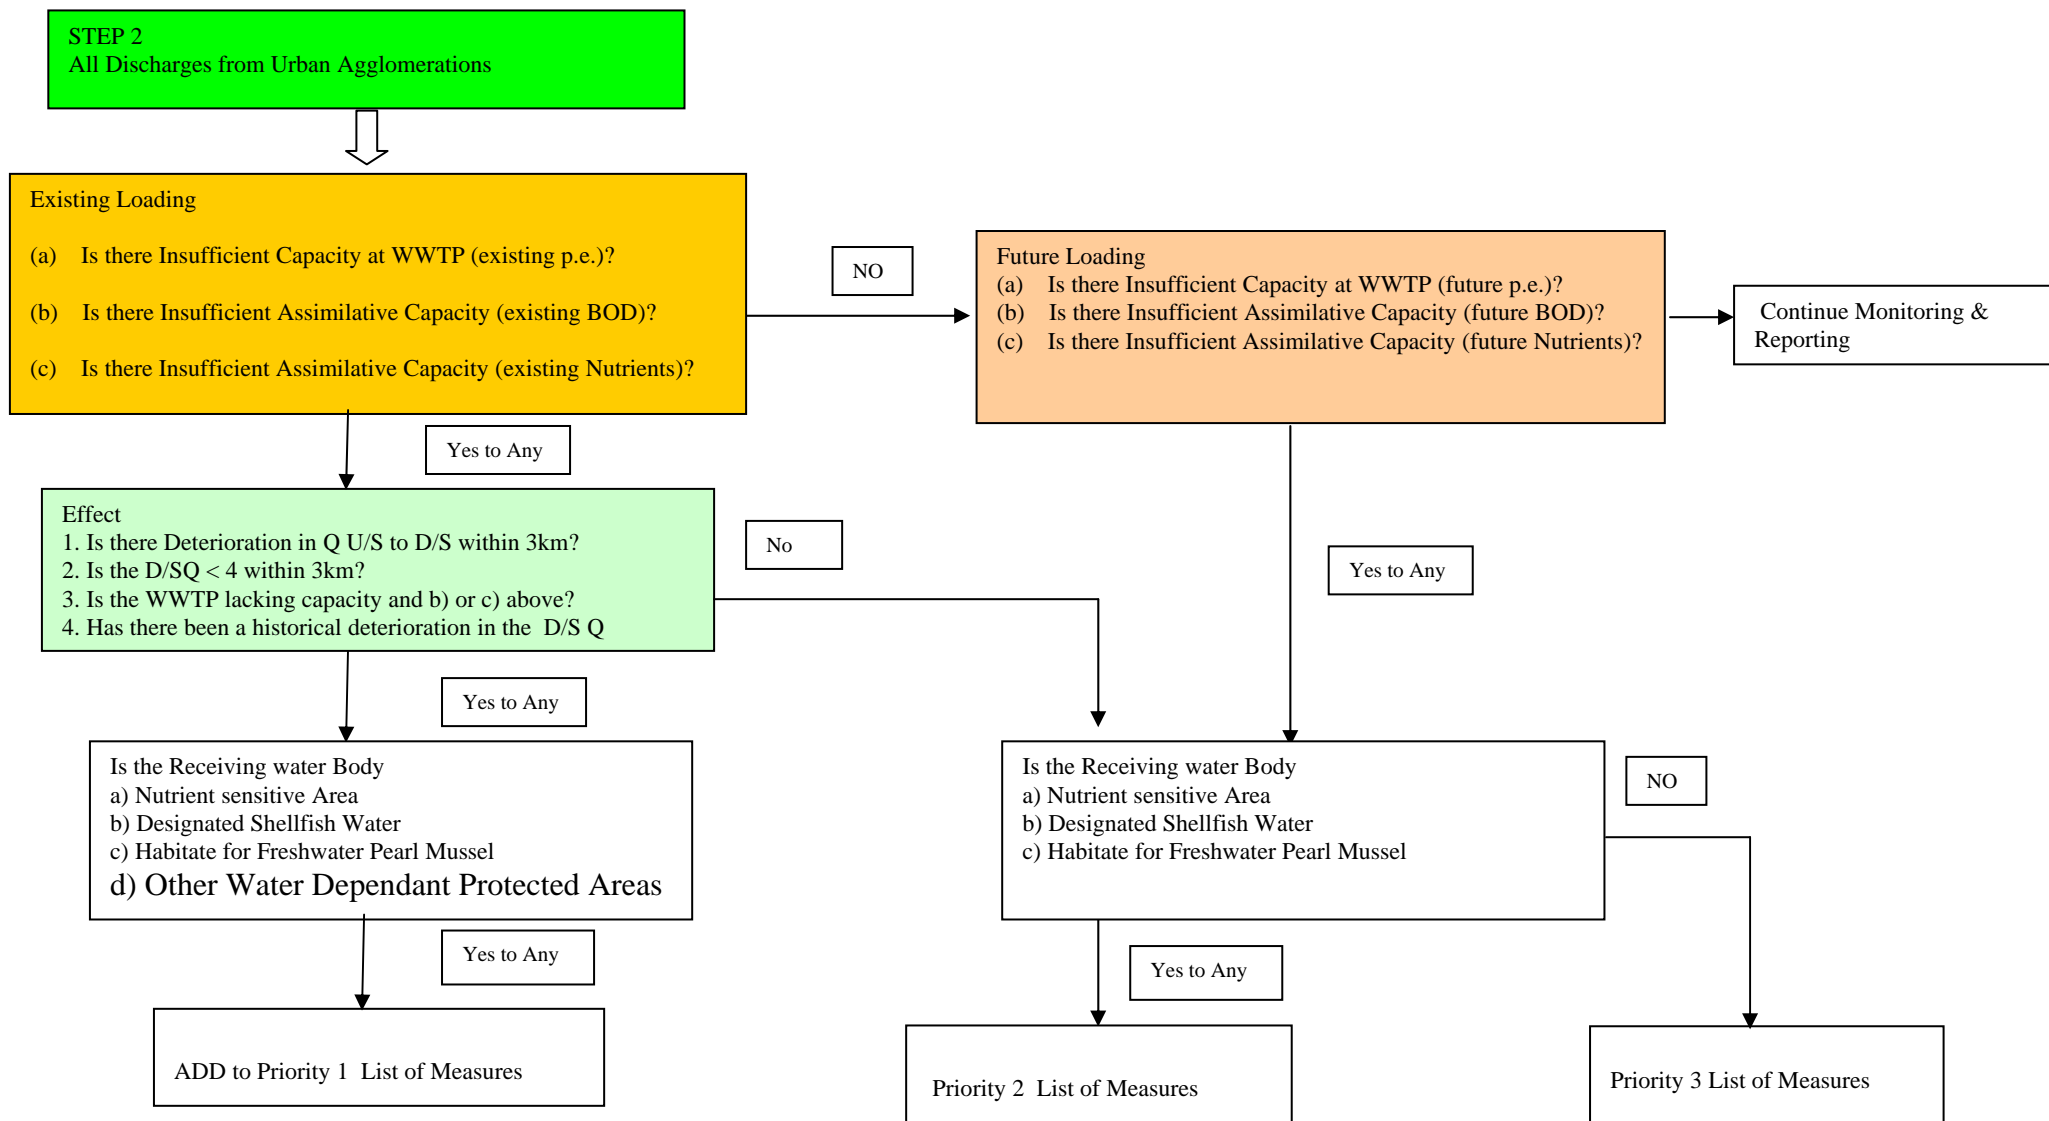 STEP 2
All Discharges from Urban Agglomerations
Existing Loading
(a) Is there Insufficient Capacity at WWTP (existing p.e.)?
(b) Is there Insufficient Assimilative Capacity (existing BOD)?
(c) Is there Insufficient Assimilative Capacity (existing Nutrients)?
NO
Future Loading
(a) Is there Insufficient Capacity at WWTP (future p.e.)?
(b) Is there Insufficient Assimilative Capacity (future BOD)?
(c) Is there Insufficient Assimilative Capacity (future Nutrients)?
Continue Monitoring &
Reporting
Yes to Any
Effect
1. Is there Deterioration in Q U/S to D/S within 3km?
2. Is the D/SQ < 4 within 3km?
3. Is the WWTP lacking capacity and b) or c) above?
4. Has there been a historical deterioration in the D/S Q
No
Yes to Any
Yes to Any
Is the Receiving water Body
a) Nutrient sensitive Area
b) Designated Shellfish Water
c) Habitate for Freshwater Pearl Mussel
d) Other Water Dependant Protected Areas
Is the Receiving water Body
a) Nutrient sensitive Area
b) Designated Shellfish Water
c) Habitate for Freshwater Pearl Mussel
NO
Yes to Any
Yes to Any
ADD to Priority 1 List of Measures
Priority 2 List of Measures
Priority 3 List of Measures